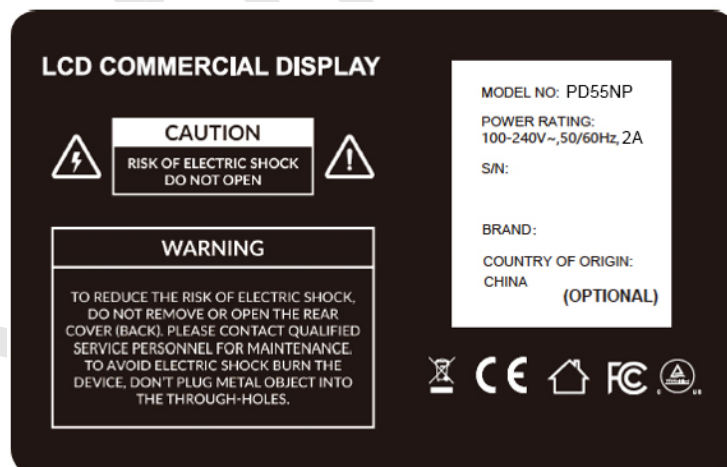 LCD COMMERCIAL DISPLAY
CAUTION
RISK OF ELECTRIC SHOCK
DO NOT OPEN
WARNING
TO REDUCE THE RISK OF ELECTRIC SHOCK,
DO NOT REMOVE OR OPEN THE REAR
COVER (BACK). PLEASE CONTACT QUALIFIED
SERVICE PERSONNEL FOR MAINTENANCE.
TO AVOID ELECTRIC SHOCK BURN THE
DEVICE, DON'T PLUG METAL OBJECT INTO
THE THROUGH-HOLES.
MODEL NO: PD55NP
POWER RATING:
100-240V~,50/60Hz, 2A
S/N:
BRAND:
COUNTRY OF ORIGIN:
CHINA
(OPTIONAL)
CE FC c US